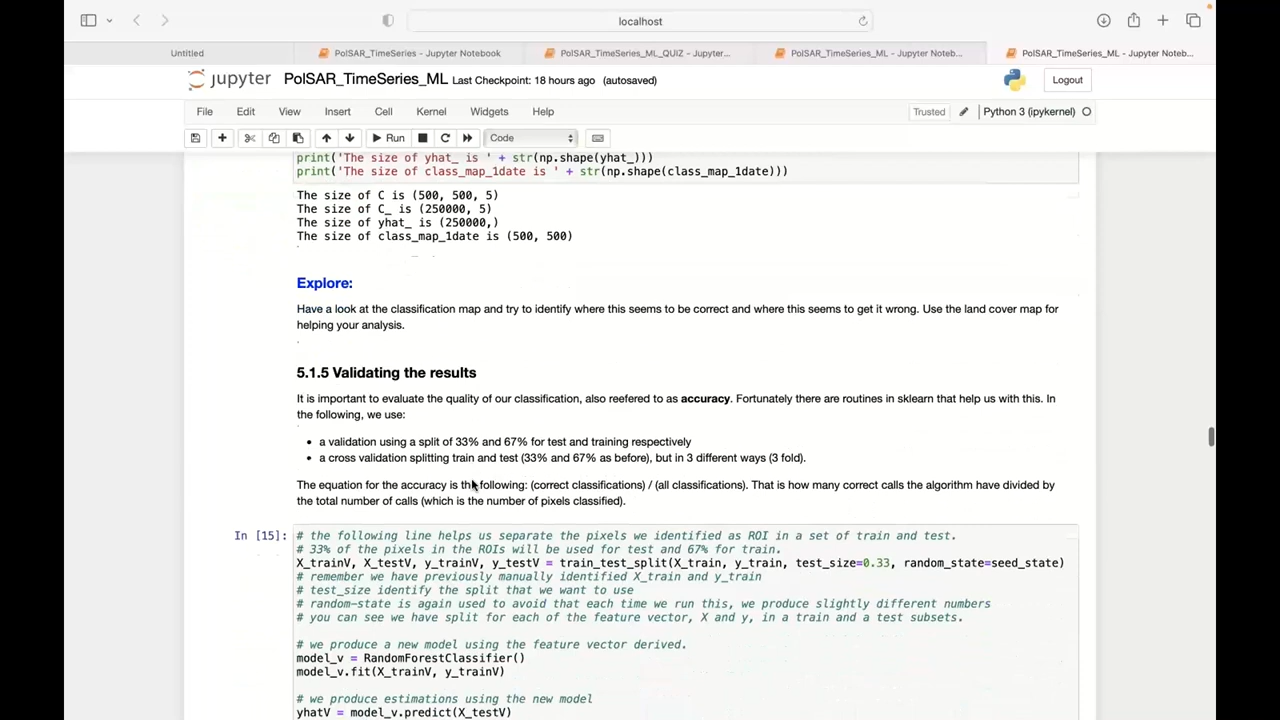 localhost
Untitled
PolSAR_TimeSeries - Jupyter Notebook
PolSAR_TimeSeries_ML_QUIZ - Jupyter...
PolSAR_TimeSeries_ML - Jupyter Noteb...
PolSAR_TimeSeries_ML - Jupyter Noteb...
jupyter PolSAR_TimeSeries_ML Last Checkpoint: 18 hours ago (autosaved)
Logout
File Edit View Insert Cell Kernel Widgets Help
Trusted
Python 3 (ipykernel)
Run
Code
print('The size of yhat_ is ' + str(np.shape(yhat_)))
print('The size of class_map_1date is ' + str(np.shape(class_map_1date)))
The size of C is (500, 500, 5)
The size of C_ is (250000, 5)
The size of yhat_ is (250000,)
The size of class_map_1date is (500, 500)
Explore:
Have a look at the classification map and try to identify where this seems to be correct and where this seems to get it wrong. Use the land cover map for
helping your analysis.
5.1.5 Validating the results
It is important to evaluate the quality of our classification, also reefered to as accuracy. Fortunately there are routines in sklearn that help us with this. In
the following, we use:
• a validation using a split of 33% and 67% for test and training respectively
• a cross validation splitting train and test (33% and 67% as before), but in 3 different ways (3 fold).
The equation for the accuracy is the following: (correct classifications) / (all classifications). That is how many correct calls the algorithm have divided by
the total number of calls (which is the number of pixels classified).
In [15]:
# the following line helps us separate the pixels we identified as ROI in a set of train and test.
# 33% of the pixels in the ROIs will be used for test and 67% for train.
X_trainV, X_testV, y_trainV, y_testV = train_test_split(X_train, y_train, test_size=0.33, random_state=seed_state)
# remember we have previously manually identified X_train and y_train
# test_size identify the split that we want to use
# random-state is again used to avoid that each time we run this, we produce slightly different numbers
# you can see we have split for each of the feature vector, X and y, in a train and a test subsets.
# we produce a new model using the feature vector derived.
model_v = RandomForestClassifier()
model_v.fit(X_trainV, y_trainV)
# we produce estimations using the new model
yhatV = model_v.predict(X_testV)